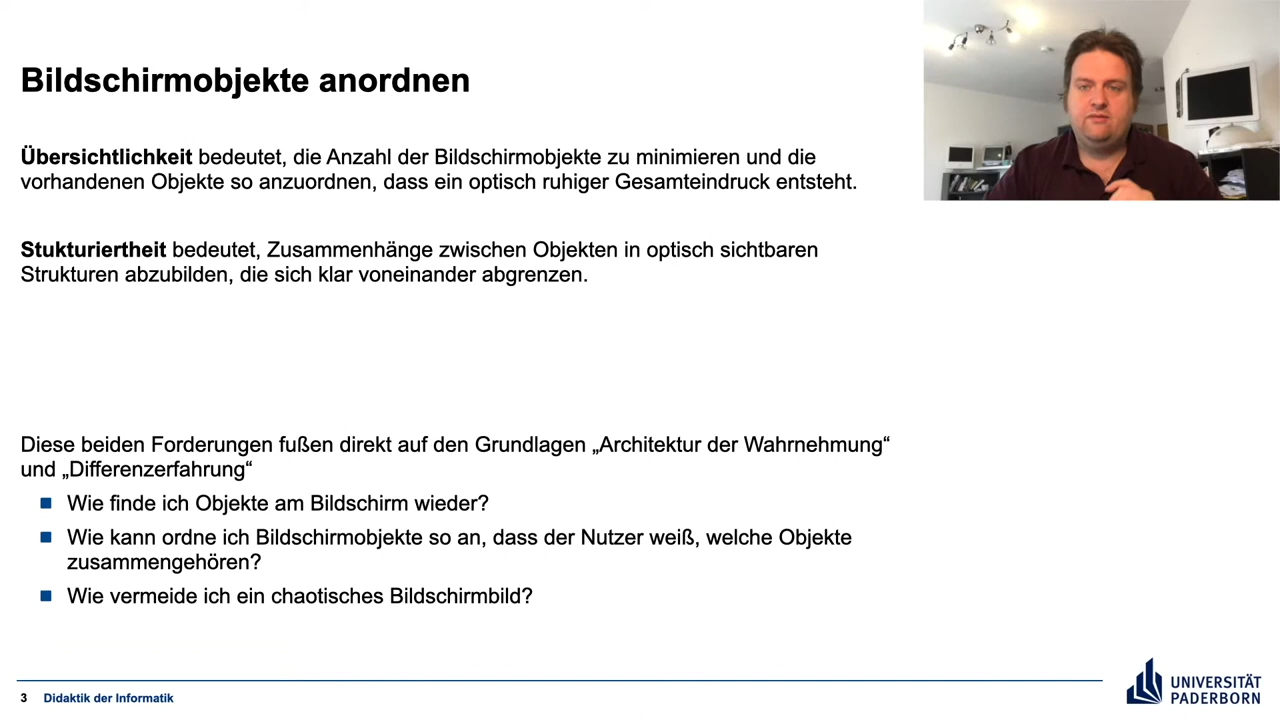 Bildschirmobjekte anordnen
Übersichtlichkeit bedeutet, die Anzahl der Bildschirmobjekte zu minimieren und die
vorhandenen Objekte so anzuordnen, dass ein optisch ruhiger Gesamteindruck entsteht.
Stukturiertheit bedeutet, Zusammenhänge zwischen Objekten in optisch sichtbaren
Strukturen abzubilden, die sich klar voneinander abgrenzen.
Diese beiden Forderungen fußen direkt auf den Grundlagen „Architektur der Wahrnehmung“
und „Differenzerfahrung“
Wie finde ich Objekte am Bildschirm wieder?
Wie kann ordne ich Bildschirmobjekte so an, dass der Nutzer weiß, welche Objekte
zusammengehören?
Wie vermeide ich ein chaotisches Bildschirmbild?
3 Didaktik der Informatik
UNIVERSITÄT
PADERBORN